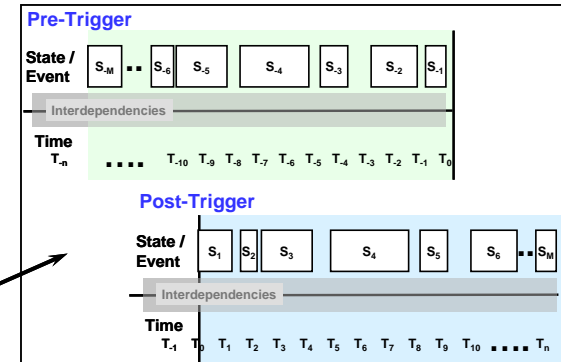 Pre-Trigger
State / Event S-M S-6 S-5 S-4 S-3 S-2 S-1
Interdependencies
Time
T-n .... T-10 T-9 T-8 T-7 T-6 T-5 T-4 T-3 T-2 T-1 T0
Post-Trigger
State / Event S1 S2 S3 S4 S5 S6 SM
Interdependencies
Time
T-1 T0 T1 T2 T3 T4 T5 T6 T7 T8 T9 T10 .... Tn